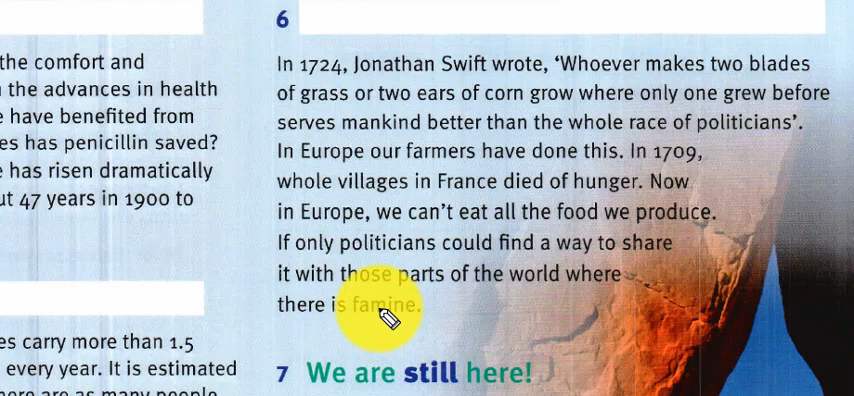 the comfort and
the advances in health
have benefited from
has penicillin saved?
has risen dramatically
47 years in 1900 to
carry more than 1.5
every year. It is estimated
are as many people
6
In 1724, Jonathan Swift wrote, ‘Whoever makes two blades
of grass or two ears of corn grow where only one grew before
serves mankind better than the whole race of politicians’.
In Europe our farmers have done this. In 1709,
whole villages in France died of hunger. Now
in Europe, we can’t eat all the food we produce.
If only politicians could find a way to share
it with those parts of the world where
there is famine.
7 We are still here!